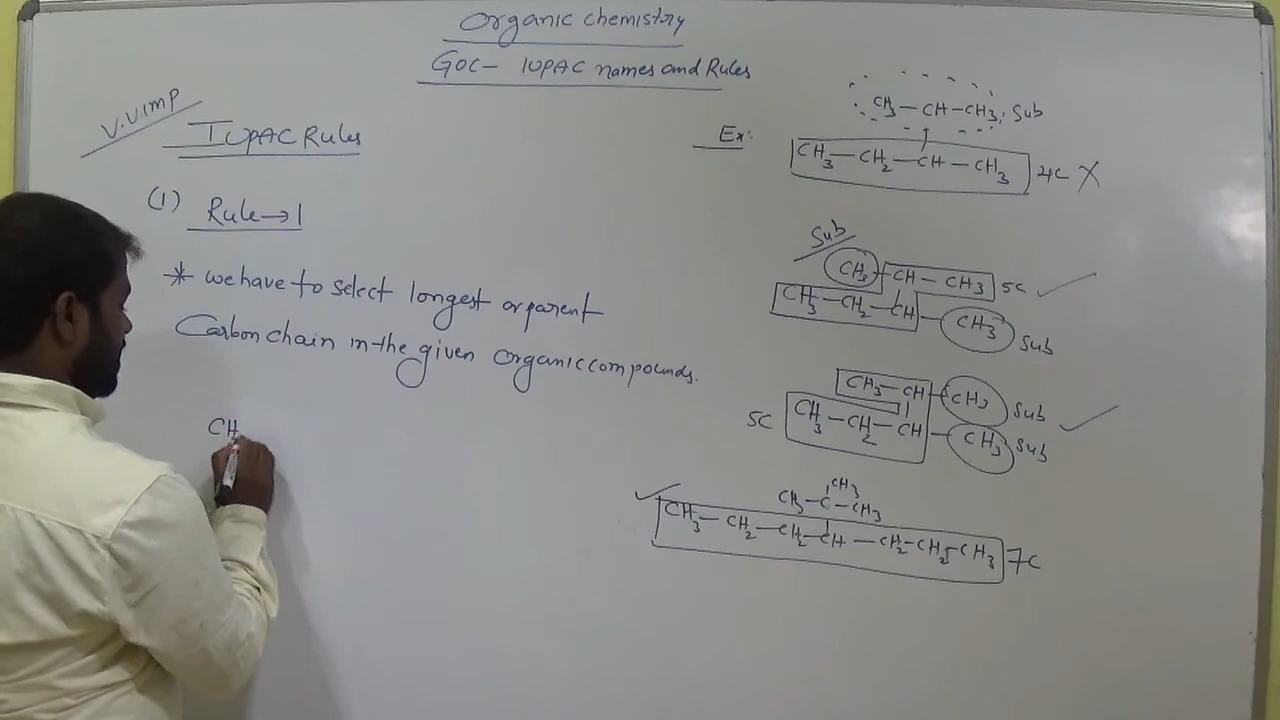 Organic chemistry
GOC- IUPAC names and Rules
V.V.IMP
IUPAC Rules
(1) Rule→1
* we have to select longest or parent
Carbon chain in the given organic compounds.
CH
Ex:
CH3—CH—CH3, Sub
CH3—CH2—CH—CH3 4C X
Sub
CH3—CH—CH3 5C ✓
CH3—CH2—CH—CH3 Sub
CH3—CH—CH3 Sub
5C CH3—CH2—CH—CH3 Sub ✓
CH3
CH3—C—CH3
✓ CH3—CH2—CH2—CH—CH2—CH2—CH3 7C